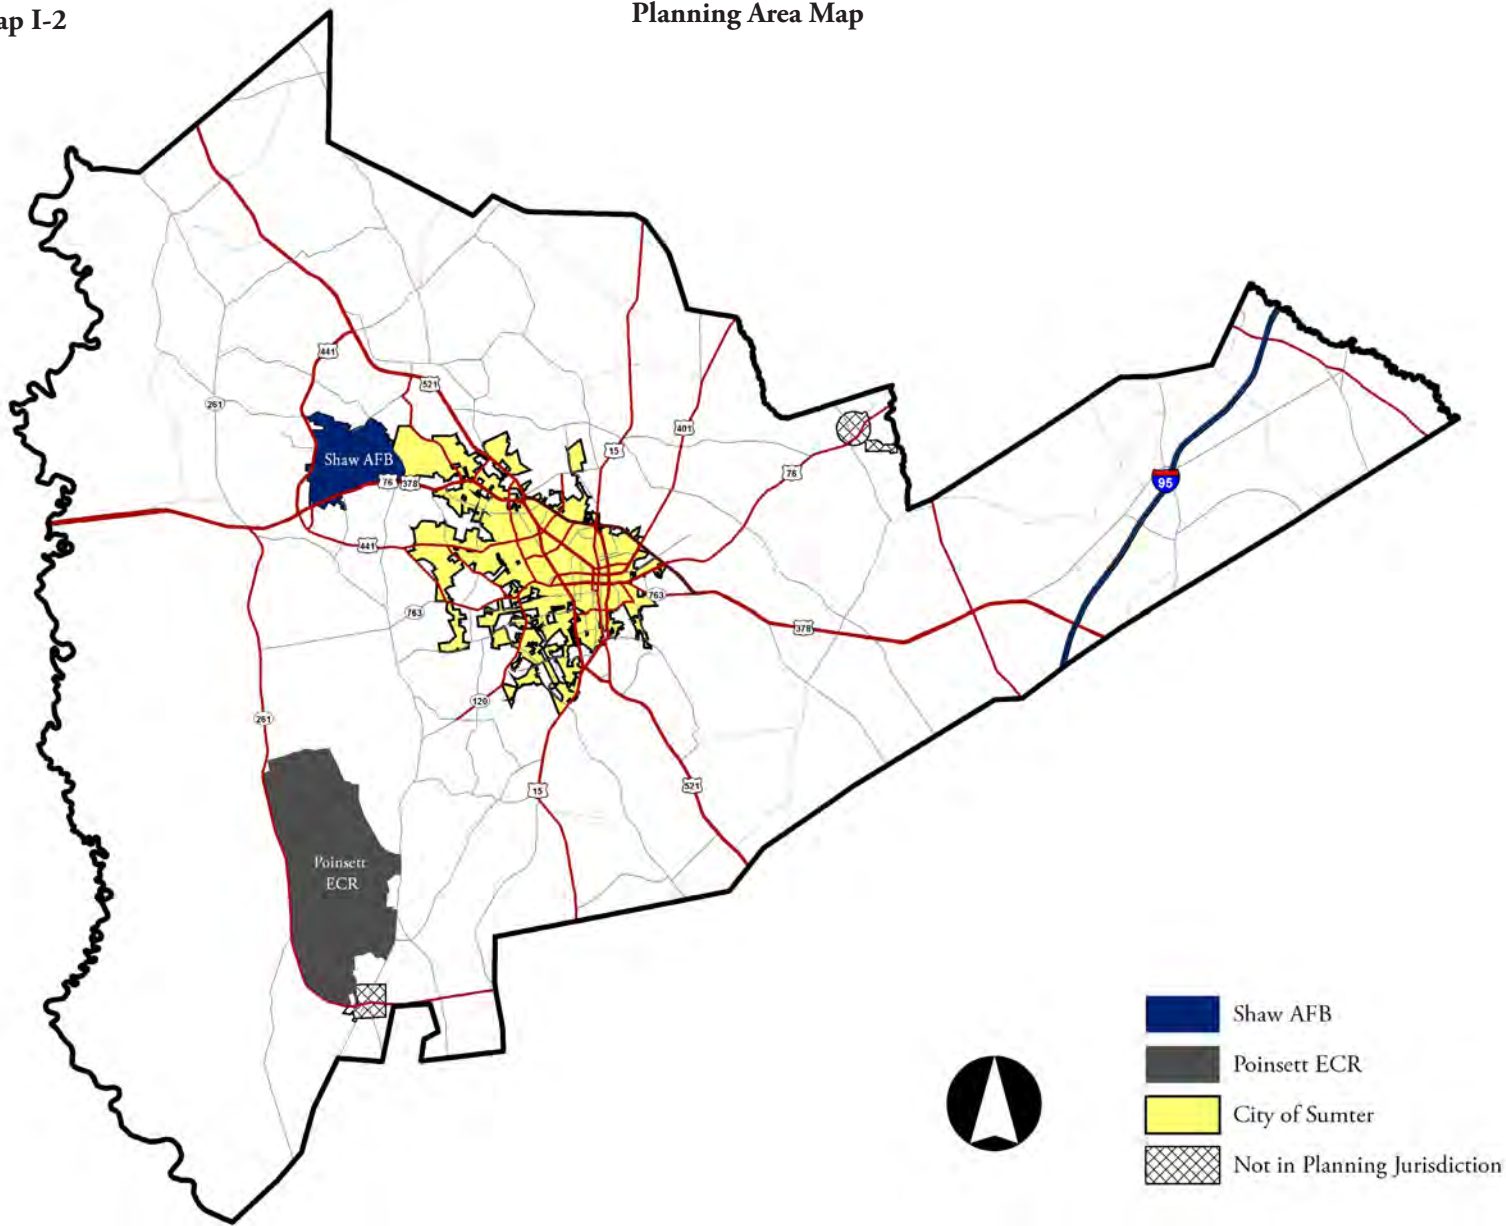 ap I-2
Planning Area Map
441
521
261
401
15
Shaw AFB
76
76
378
95
441
763
763
378
120
261
15
521
Poinsett
ECR
Shaw AFB
Poinsett ECR
City of Sumter
Not in Planning Jurisdiction